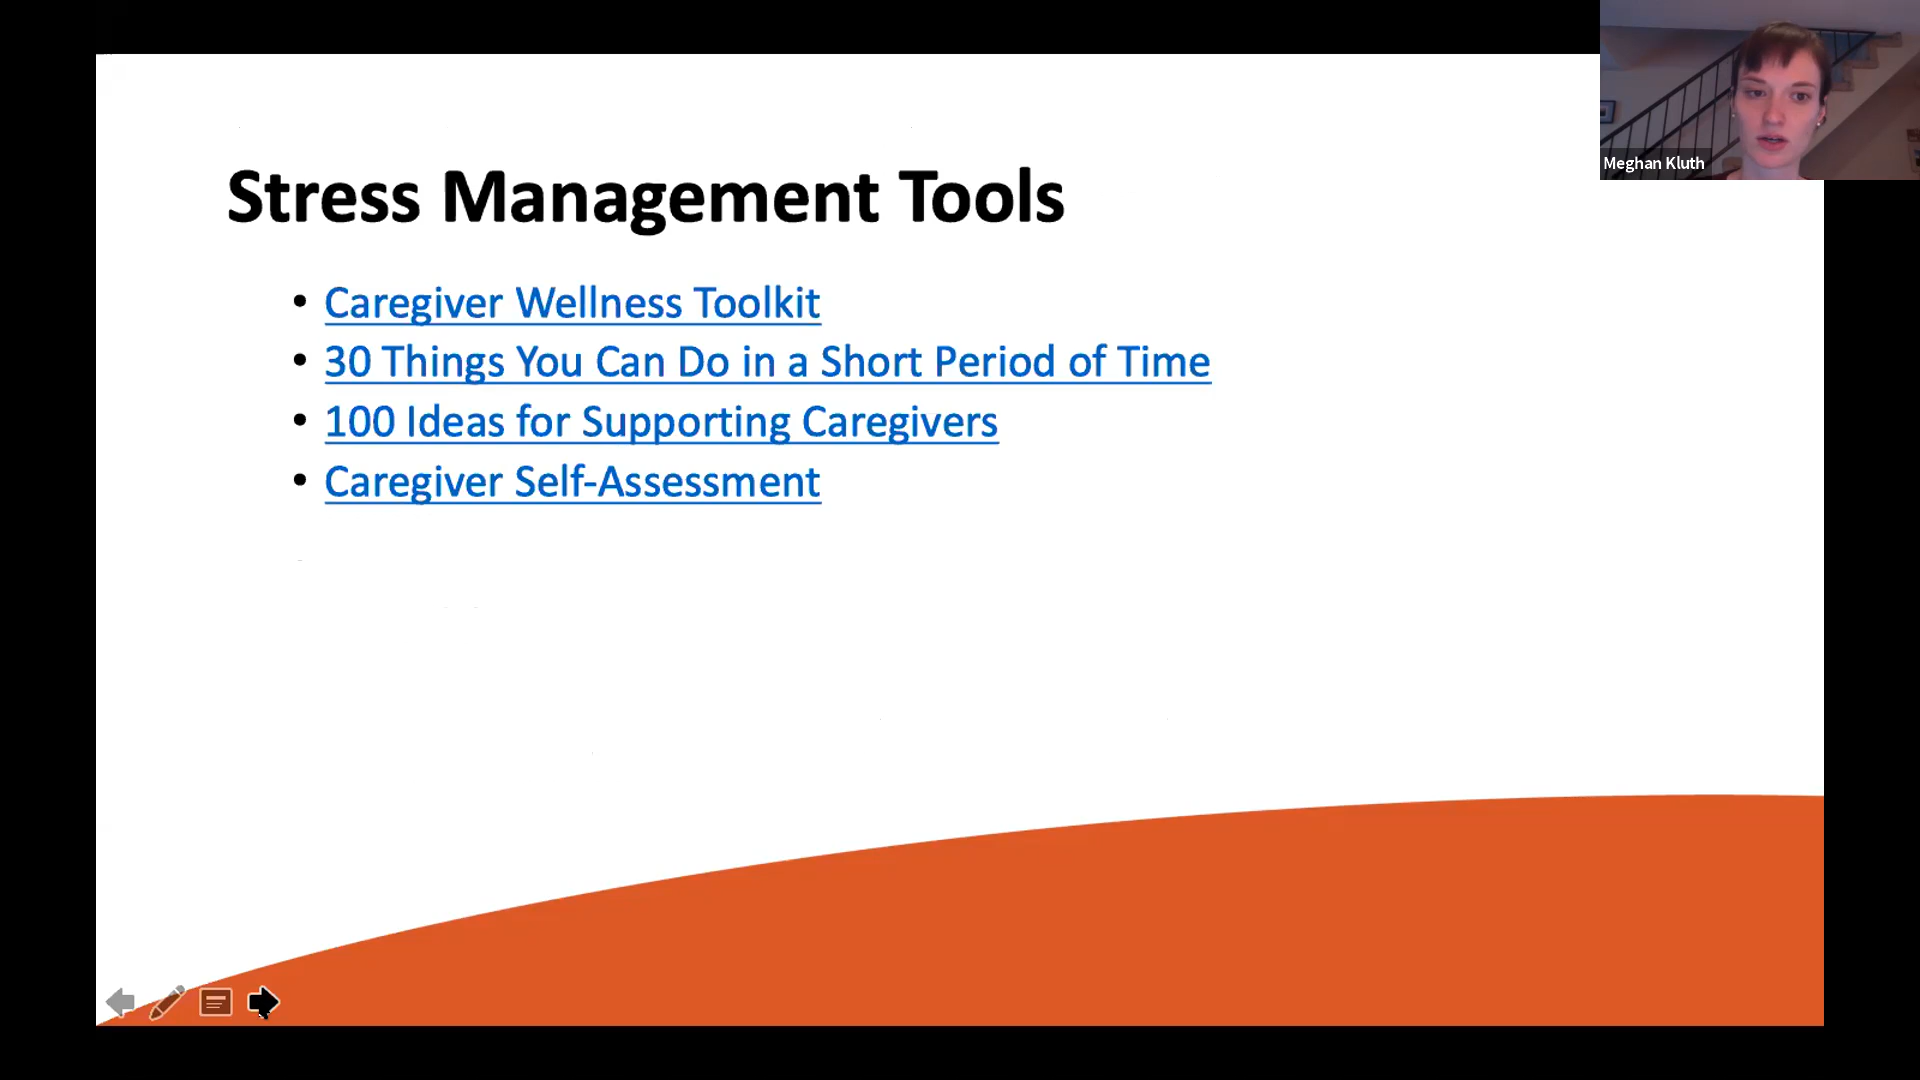 Stress Management Tools
• Caregiver Wellness Toolkit
• 30 Things You Can Do in a Short Period of Time
• 100 Ideas for Supporting Caregivers
• Caregiver Self-Assessment
Meghan Kluth